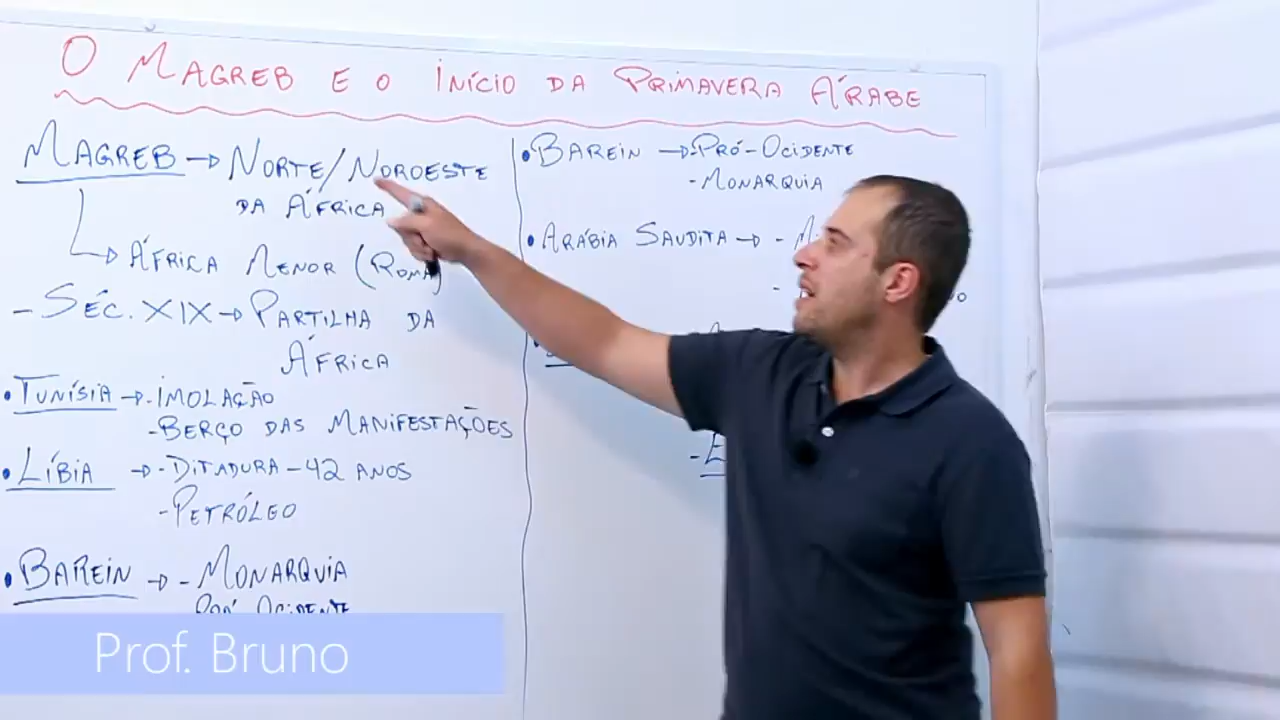 O MAGREB E O INÍCIO DA PRIMAVERA ÁRABE
MAGREB → NORTE/NOROESTE
DA ÁFRICA
→ ÁFRICA MENOR (ROMA)
- SÉC. XIX → PARTILHA DA
ÁFRICA
• TUNÍSIA → - IMOLAÇÃO
- BERÇO DAS MANIFESTAÇÕES
• LÍBIA → - DITADURA - 42 ANOS
- PETRÓLEO
• BAREIN → - MONARQUIA
PRÓ-OCIDENTE
• BAREIN → PRÓ-OCIDENTE
- MONARQUIA
• ARÁBIA SAUDITA → -
Prof. Bruno